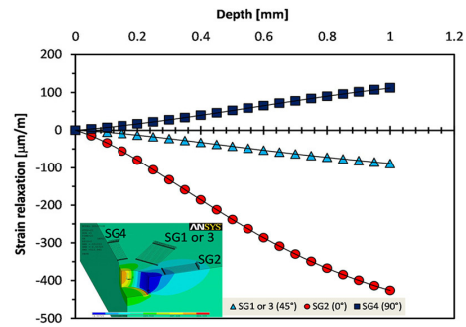 Depth [mm]
0 0.2 0.4 0.6 0.8 1 1.2
200
100
0
-100
-200
-300
-400
-500
Strain relaxation [µm/m]
ANSYS
SG4
SG1 or 3
SG2
SG1 or 3 (45°) SG2 (0°) SG4 (90°)